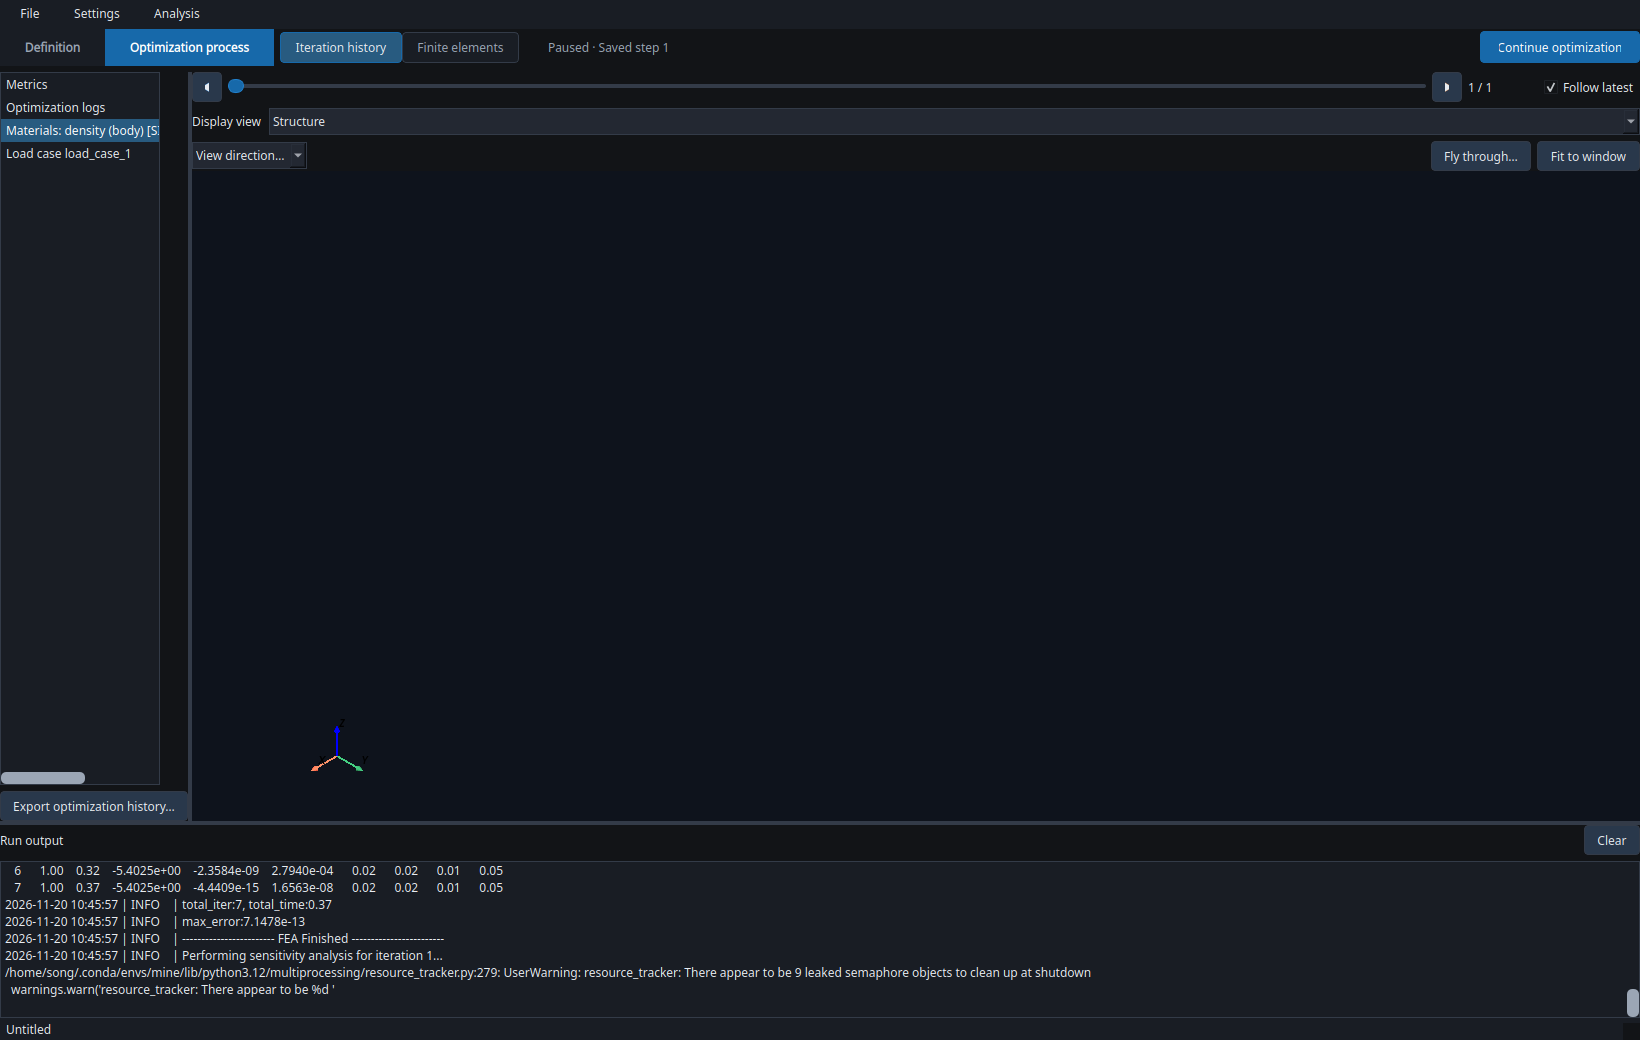 File Settings Analysis
Definition Optimization process Iteration history Finite elements Paused · Saved step 1 Continue optimization
Metrics
Optimization logs
Materials: density (body) [S
Load case load_case_1
Export optimization history...
1 / 1 Follow latest
Display view Structure
View direction... Fly through... Fit to window
z
Run output Clear
6 1.00 0.32 -5.4025e+00 -2.3584e-09 2.7940e-04 0.02 0.02 0.01 0.05
7 1.00 0.37 -5.4025e+00 -4.4409e-15 1.6563e-08 0.02 0.02 0.01 0.05
2026-11-20 10:45:57 | INFO | total_iter:7, total_time:0.37
2026-11-20 10:45:57 | INFO | max_error:7.1478e-13
2026-11-20 10:45:57 | INFO | ------------------------ FEA Finished ------------------------
2026-11-20 10:45:57 | INFO | Performing sensitivity analysis for iteration 1...
/home/song/.conda/envs/mine/lib/python3.12/multiprocessing/resource_tracker.py:279: UserWarning: resource_tracker: There appear to be 9 leaked semaphore objects to clean up at shutdown
warnings.warn('resource_tracker: There appear to be %d '
Untitled